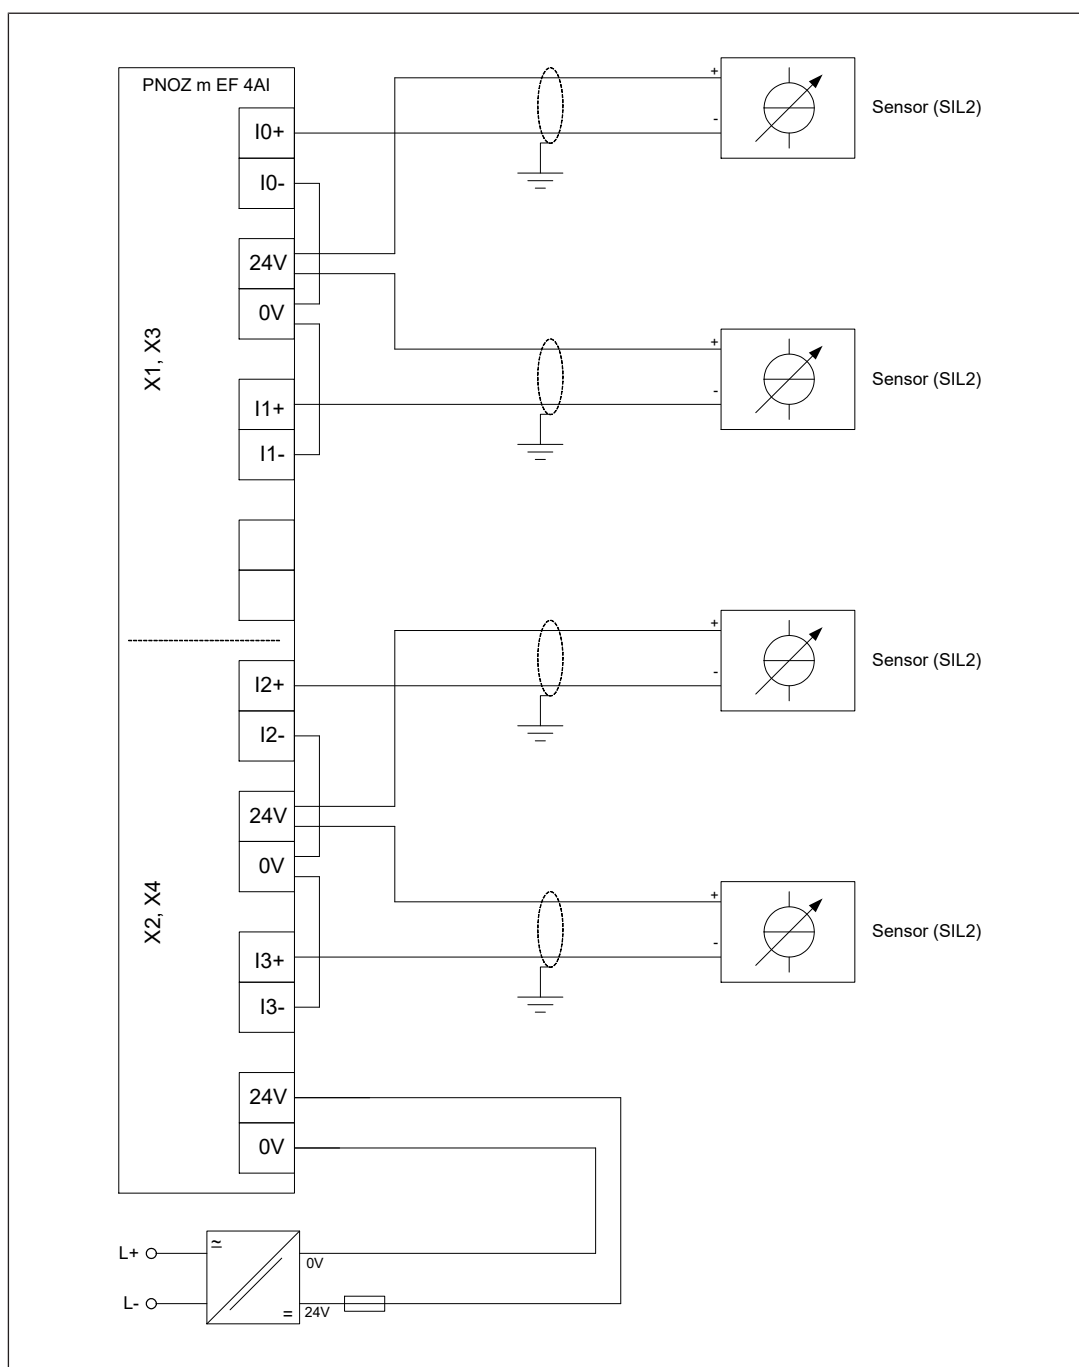 PNOZ m EF 4AI
I0+
I0-
24V
0V
X1, X3
I1+
I1-
+
-
Sensor (SIL2)
+
-
Sensor (SIL2)
I2+
I2-
24V
0V
X2, X4
I3+
I3-
+
-
Sensor (SIL2)
+
-
Sensor (SIL2)
24V
0V
L+
L-
≃
=
0V
24V